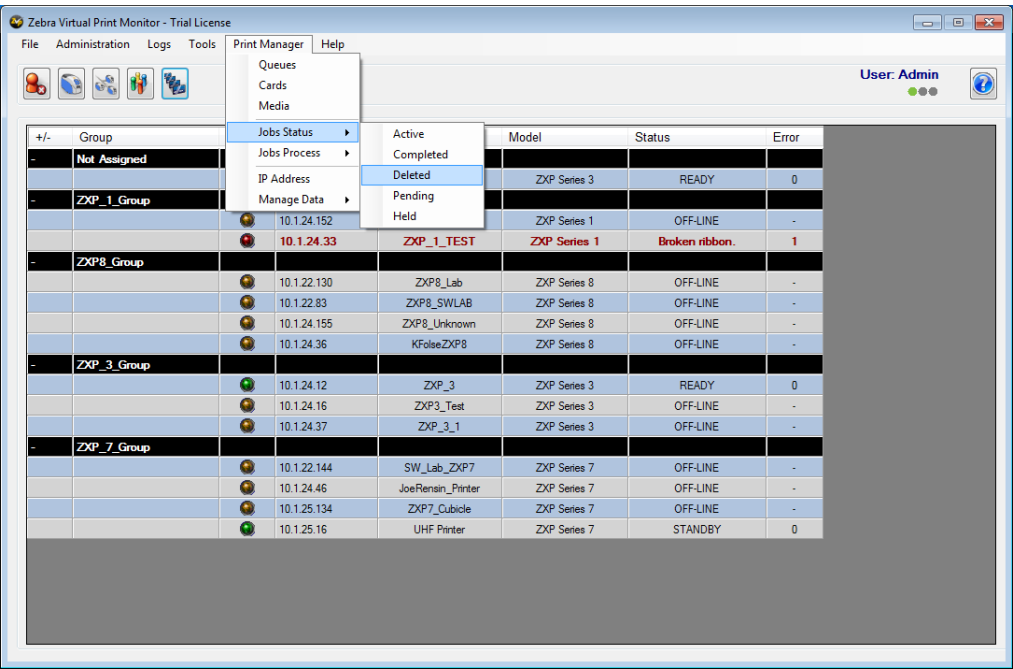 Zebra Virtual Print Monitor - Trial License
File Administration Logs Tools Print Manager Help
Queues
Cards
Media
Jobs Status
Jobs Process
IP Address
Manage Data
Active
Completed
Deleted
Pending
Held
User: Admin
+/- Group Model Status Error
- Not Assigned
ZXP Series 3 READY 0
- ZXP_1_Group
10.1.24.152 ZXP Series 1 OFF-LINE -
10.1.24.33 ZXP_1_TEST ZXP Series 1 Broken ribbon. 1
- ZXP8_Group
10.1.22.130 ZXP8_Lab ZXP Series 8 OFF-LINE -
10.1.22.83 ZXP8_SWLAB ZXP Series 8 OFF-LINE -
10.1.24.155 ZXP8_Unknown ZXP Series 8 OFF-LINE -
10.1.24.36 KFolseZXP8 ZXP Series 8 OFF-LINE -
- ZXP_3_Group
10.1.24.12 ZXP_3 ZXP Series 3 READY 0
10.1.24.16 ZXP3_Test ZXP Series 3 OFF-LINE -
10.1.24.37 ZXP_3_1 ZXP Series 3 OFF-LINE -
- ZXP_7_Group
10.1.22.144 SW_Lab_ZXP7 ZXP Series 7 OFF-LINE -
10.1.24.46 JoeRensin_Printer ZXP Series 7 OFF-LINE -
10.1.25.134 ZXP7_Cubicle ZXP Series 7 OFF-LINE -
10.1.25.16 UHF Printer ZXP Series 7 STANDBY 0